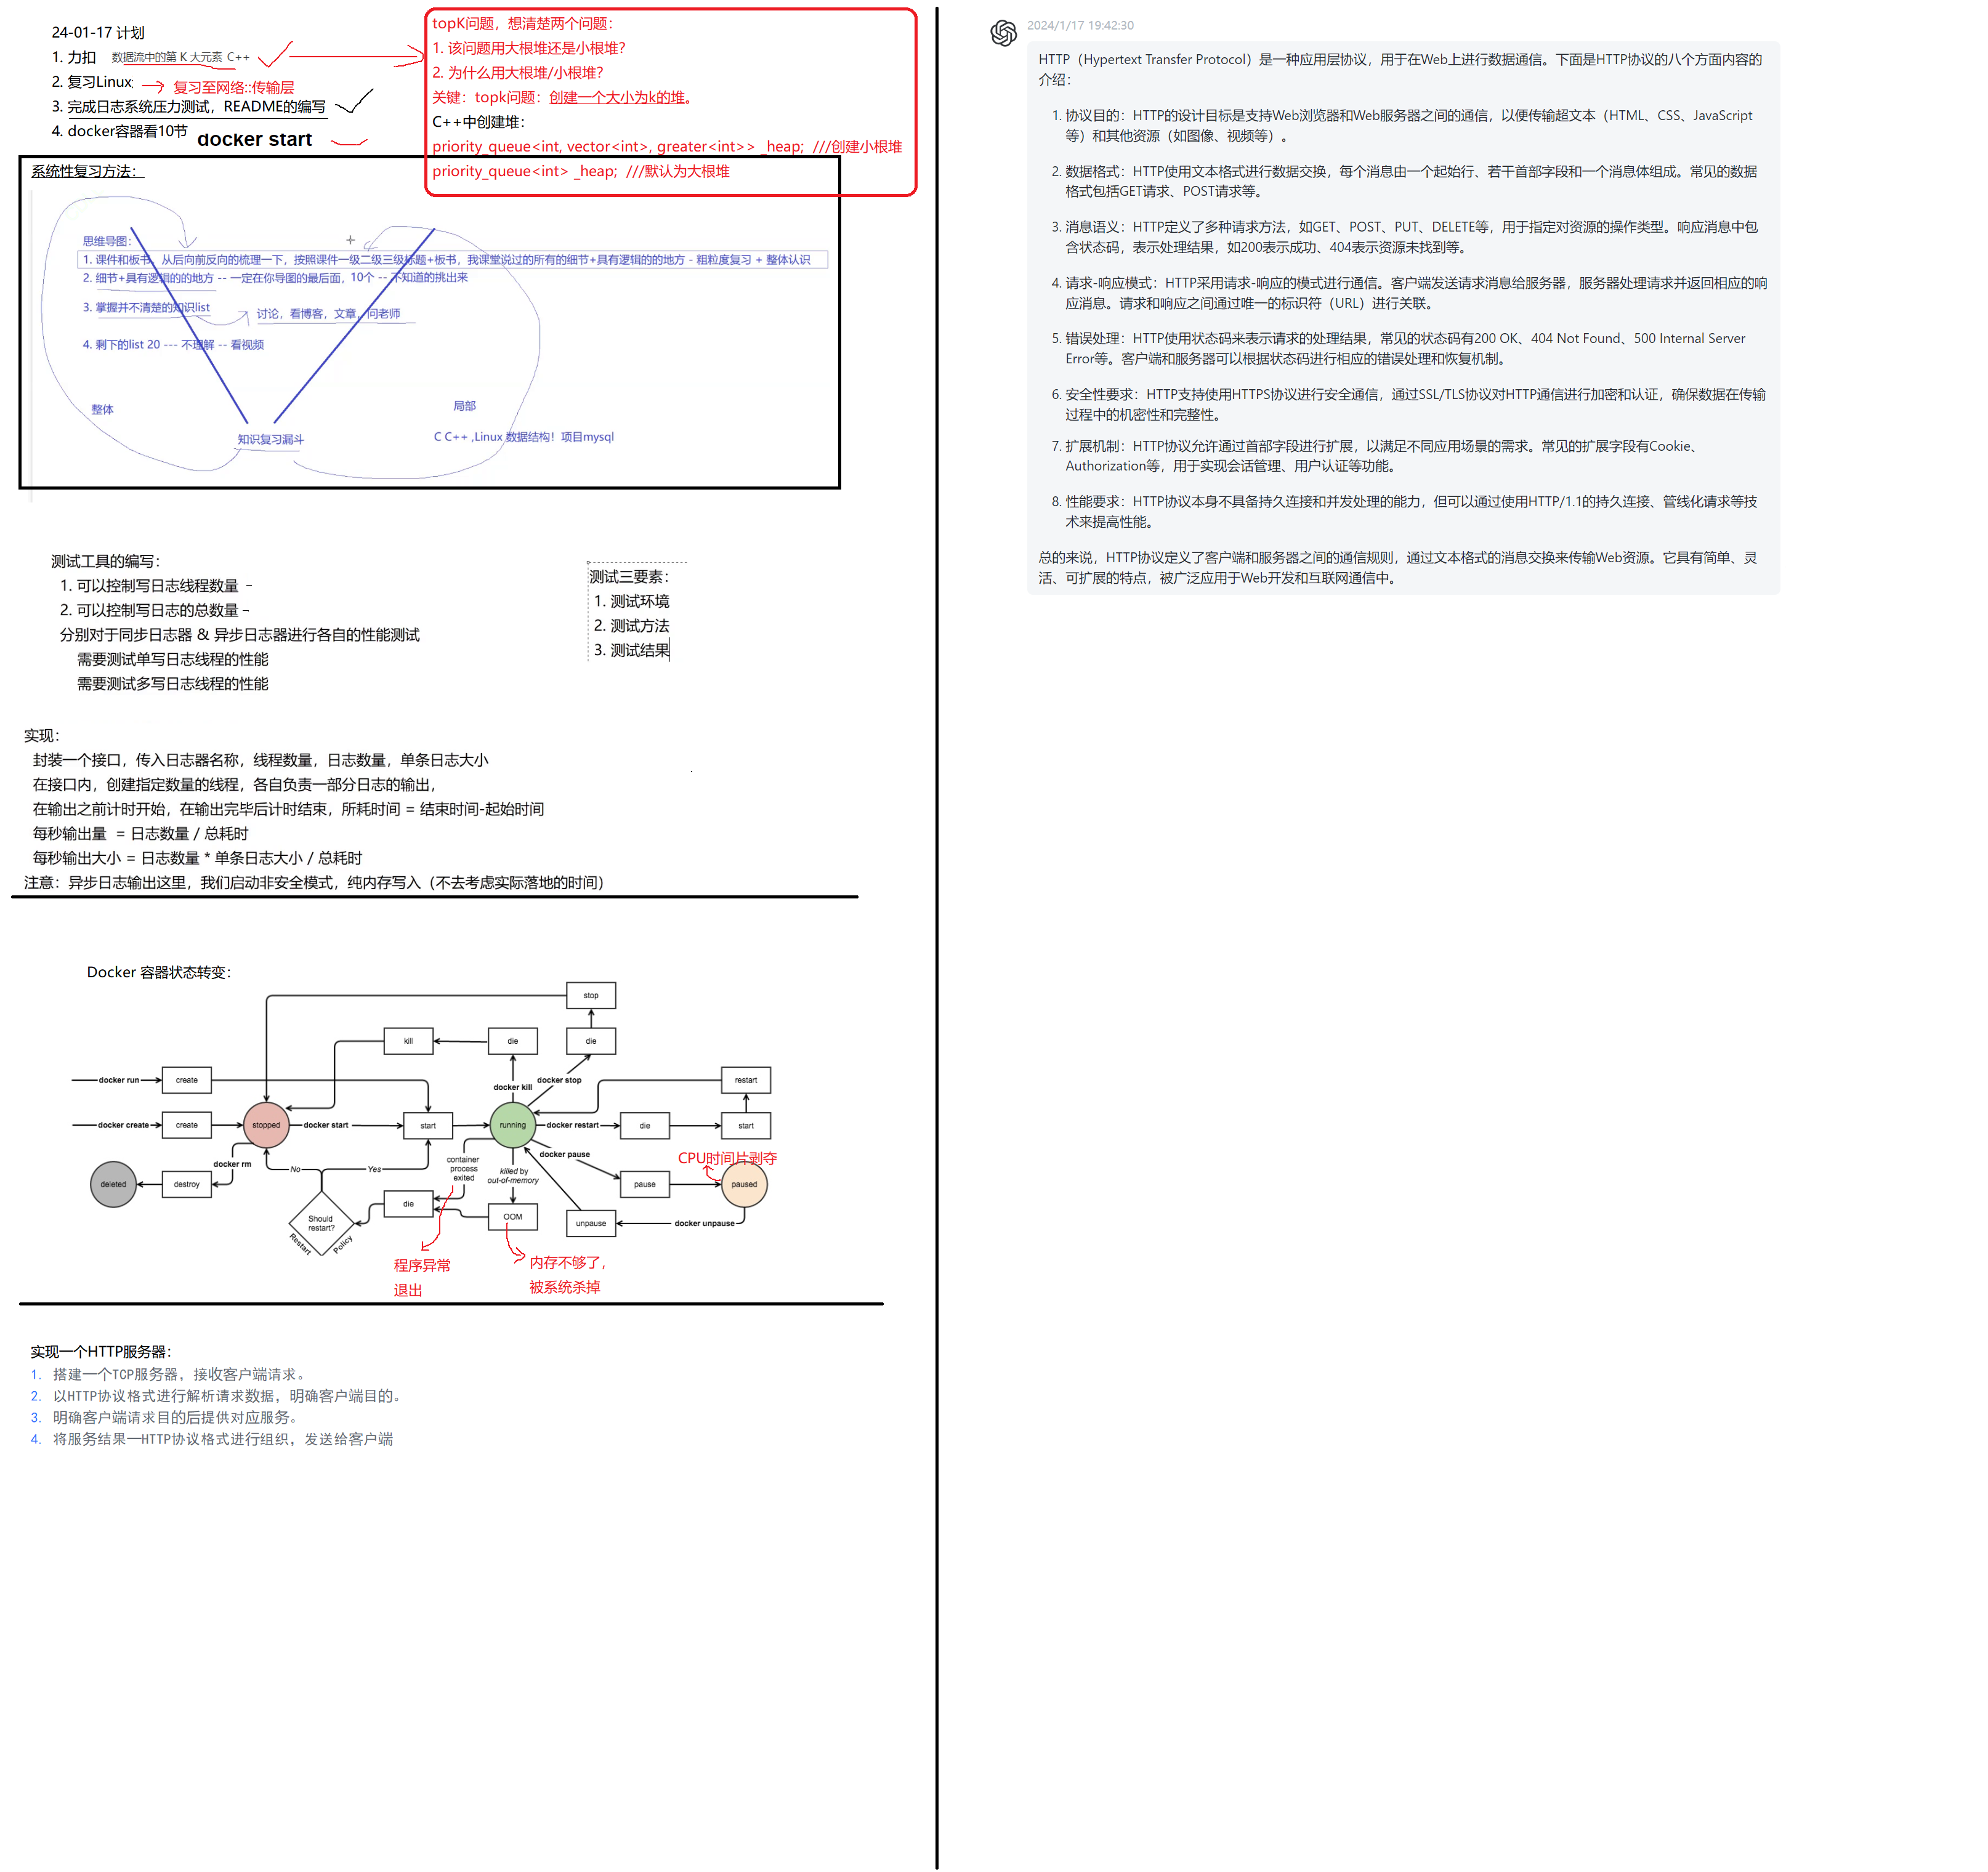 24-01-17 计划
1. 力扣 数据流中的第 K 大元素 C++
2. 复习Linux: 复习至网络::传输层
3. 完成日志系统压力测试，README的编写
4. docker容器看10节 docker start
topK问题，想清楚两个问题：
1. 该问题用大根堆还是小根堆？
2. 为什么用大根堆/小根堆？
关键：topk问题：创建一个大小为k的堆。
C++中创建堆：
priority_queue<int, vector<int>, greater<int>> _heap; ///创建小根堆
priority_queue<int> _heap; ///默认为大根堆
系统性复习方法：
思维导图：
1. 课件和板书，从后向前反向的梳理一下，按照课件一级二级三级标题+板书，我课堂说过的所有的细节+具有逻辑的的地方 - 粗粒度复习 + 整体认识
2. 细节+具有逻辑的的地方 -- 一定在你导图的最后面，10个 -- 不知道的挑出来
3. 掌握并不清楚的知识list
讨论，看博客，文章，问老师
4. 剩下的list 20 --- 不理解 -- 看视频
整体
局部
知识复习漏斗
C C++ ,Linux 数据结构！项目mysql
测试工具的编写：
1. 可以控制写日志线程数量
2. 可以控制写日志的总数量
分别对于同步日志器 & 异步日志器进行各自的性能测试
需要测试单写日志线程的性能
需要测试多写日志线程的性能
测试三要素：
1. 测试环境
2. 测试方法
3. 测试结果
实现：
封装一个接口，传入日志器名称，线程数量，日志数量，单条日志大小
在接口内，创建指定数量的线程，各自负责一部分日志的输出，
在输出之前计时开始，在输出完毕后计时结束，所耗时间 = 结束时间-起始时间
每秒输出量 = 日志数量 / 总耗时
每秒输出大小 = 日志数量 * 单条日志大小 / 总耗时
注意：异步日志输出这里，我们启动非安全模式，纯内存写入（不去考虑实际落地的时间）
Docker 容器状态转变：
stop
kill
die
die
docker kill
docker stop
docker run
create
restart
docker create
create
stopped
docker start
start
running
docker restart
die
start
docker rm
No
Yes
container
process
exited
killed by
out-of-memory
docker pause
CPU时间片剥夺
deleted
destroy
die
pause
paused
Should
restart?
Restart
Policy
OOM
unpause
docker unpause
程序异常
退出
内存不够了，
被系统杀掉
实现一个HTTP服务器：
1. 搭建一个TCP服务器，接收客户端请求。
2. 以HTTP协议格式进行解析请求数据，明确客户端目的。
3. 明确客户端请求目的后提供对应服务。
4. 将服务结果一HTTP协议格式进行组织，发送给客户端
2024/1/17 19:42:30
HTTP（Hypertext Transfer Protocol）是一种应用层协议，用于在Web上进行数据通信。下面是HTTP协议的八个方面内容的
介绍：
1. 协议目的：HTTP的设计目标是支持Web浏览器和Web服务器之间的通信，以便传输超文本（HTML、CSS、JavaScript
等）和其他资源（如图像、视频等）。
2. 数据格式：HTTP使用文本格式进行数据交换，每个消息由一个起始行、若干首部字段和一个消息体组成。常见的数据
格式包括GET请求、POST请求等。
3. 消息语义：HTTP定义了多种请求方法，如GET、POST、PUT、DELETE等，用于指定对资源的操作类型。响应消息中包
含状态码，表示处理结果，如200表示成功、404表示资源未找到等。
4. 请求-响应模式：HTTP采用请求-响应的模式进行通信。客户端发送请求消息给服务器，服务器处理请求并返回相应的响
应消息。请求和响应之间通过唯一的标识符（URL）进行关联。
5. 错误处理：HTTP使用状态码来表示请求的处理结果，常见的状态码有200 OK、404 Not Found、500 Internal Server
Error等。客户端和服务器可以根据状态码进行相应的错误处理和恢复机制。
6. 安全性要求：HTTP支持使用HTTPS协议进行安全通信，通过SSL/TLS协议对HTTP通信进行加密和认证，确保数据在传输
过程中的机密性和完整性。
7. 扩展机制：HTTP协议允许通过首部字段进行扩展，以满足不同应用场景的需求。常见的扩展字段有Cookie、
Authorization等，用于实现会话管理、用户认证等功能。
8. 性能要求：HTTP协议本身不具备持久连接和并发处理的能力，但可以通过使用HTTP/1.1的持久连接、管线化请求等技
术来提高性能。
总的来说，HTTP协议定义了客户端和服务器之间的通信规则，通过文本格式的消息交换来传输Web资源。它具有简单、灵
活、可扩展的特点，被广泛应用于Web开发和互联网通信中。